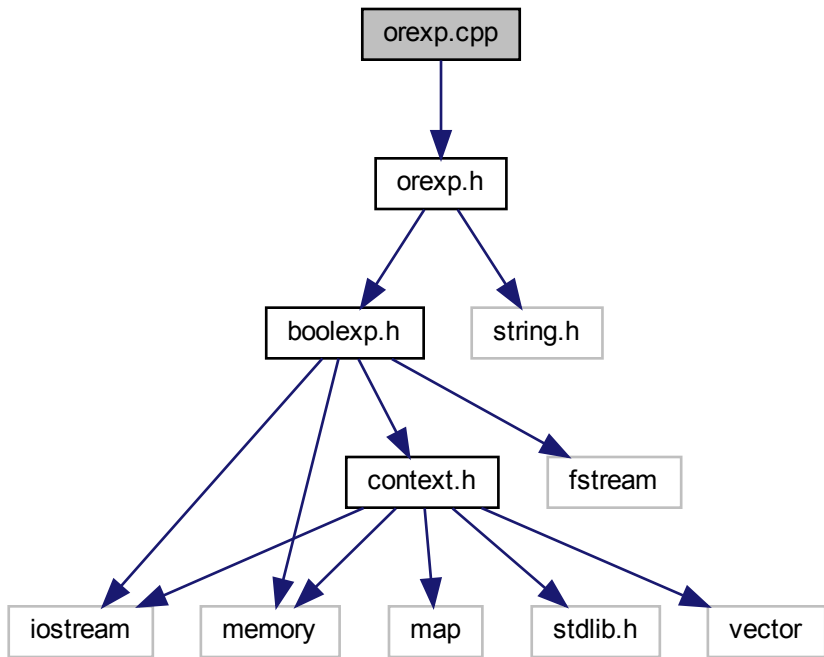 orexp.cpp
orexp.h
boolexp.h
string.h
context.h
fstream
iostream
memory
map
stdlib.h
vector